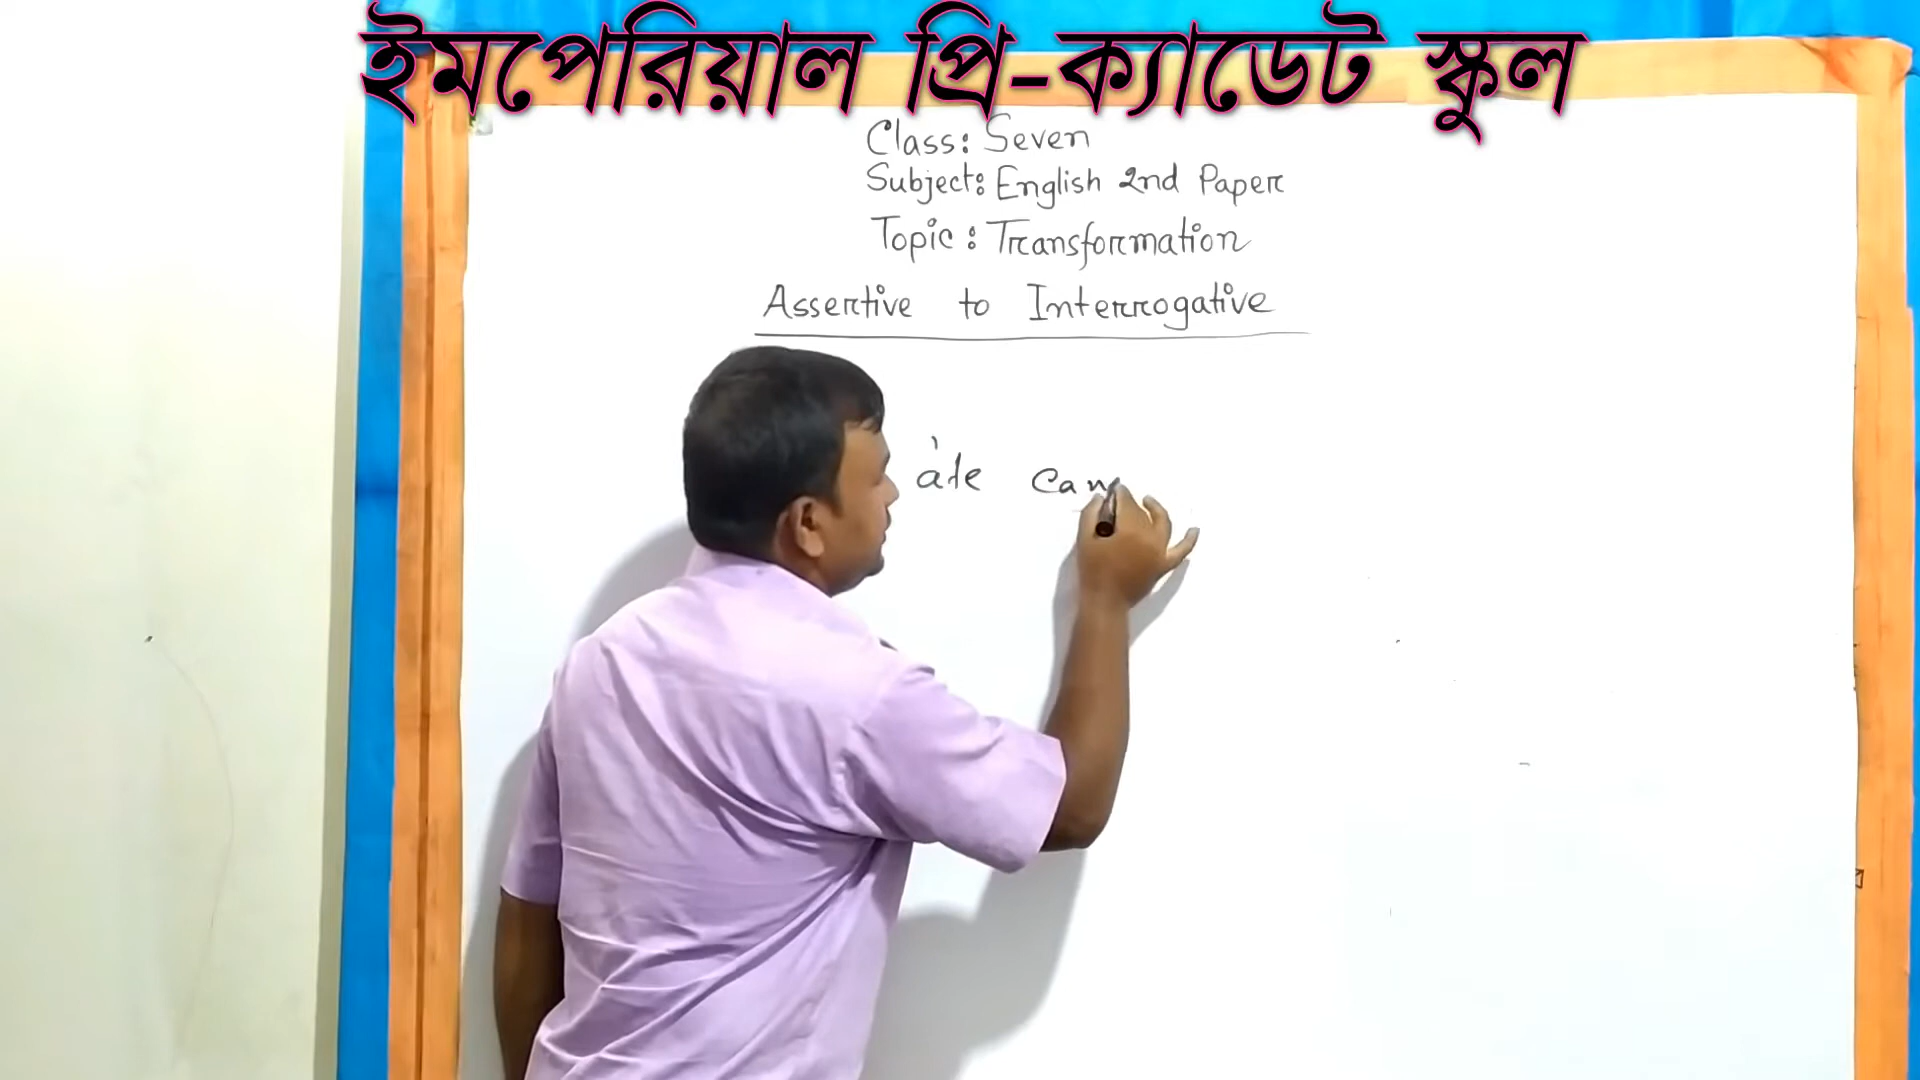 ইমপেরিয়াল প্রি-ক্যাডেট স্কুল
Class: Seven
Subject: English 2nd Paper
Topic: Transformation
Assertive to Interrogative